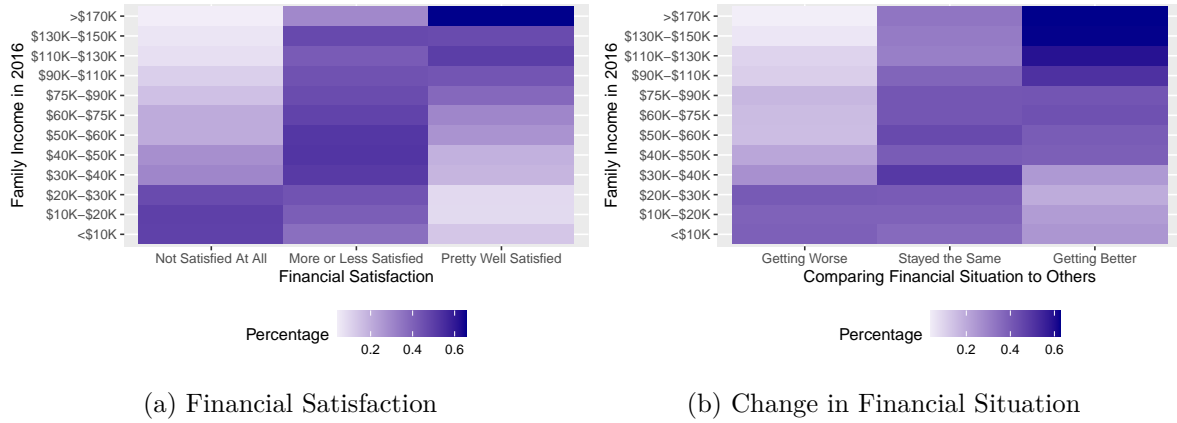 >$170K
$130K–$150K
$110K–$130K
$90K–$110K
$75K–$90K
$60K–$75K
$50K–$60K
$40K–$50K
$30K–$40K
$20K–$30K
$10K–$20K
<$10K
Family Income in 2016
Not Satisfied At All More or Less Satisfied Pretty Well Satisfied
Financial Satisfaction
Percentage
0.2 0.4 0.6
(a) Financial Satisfaction
>$170K
$130K–$150K
$110K–$130K
$90K–$110K
$75K–$90K
$60K–$75K
$50K–$60K
$40K–$50K
$30K–$40K
$20K–$30K
$10K–$20K
<$10K
Family Income in 2016
Getting Worse Stayed the Same Getting Better
Comparing Financial Situation to Others
Percentage
0.2 0.4 0.6
(b) Change in Financial Situation